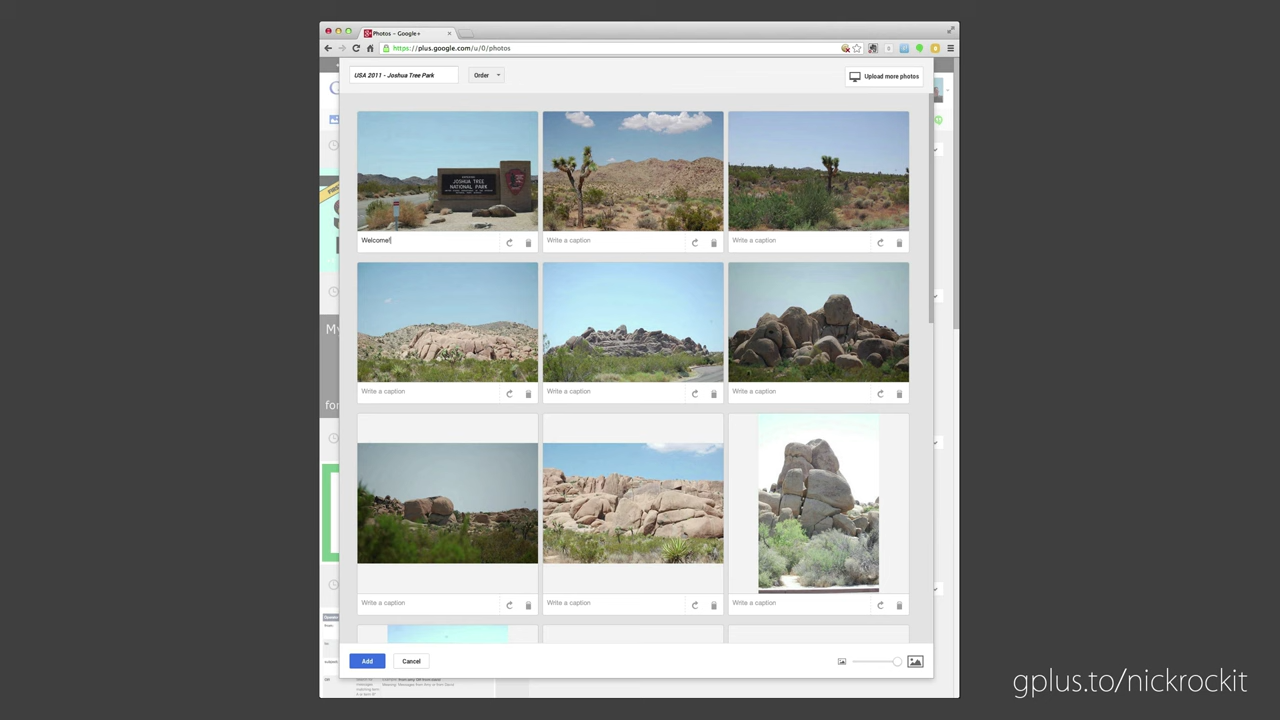 Photos - Google+
https://plus.google.com/u/0/photos
USA 2011 - Joshua Tree Park
Order
Upload more photos
JOSHUA TREE
NATIONAL PARK
Welcome!
Write a caption
Write a caption
Write a caption
Write a caption
Write a caption
My
for
Write a caption
Write a caption
Write a caption
Add
Cancel
gplus.to/nickrockit